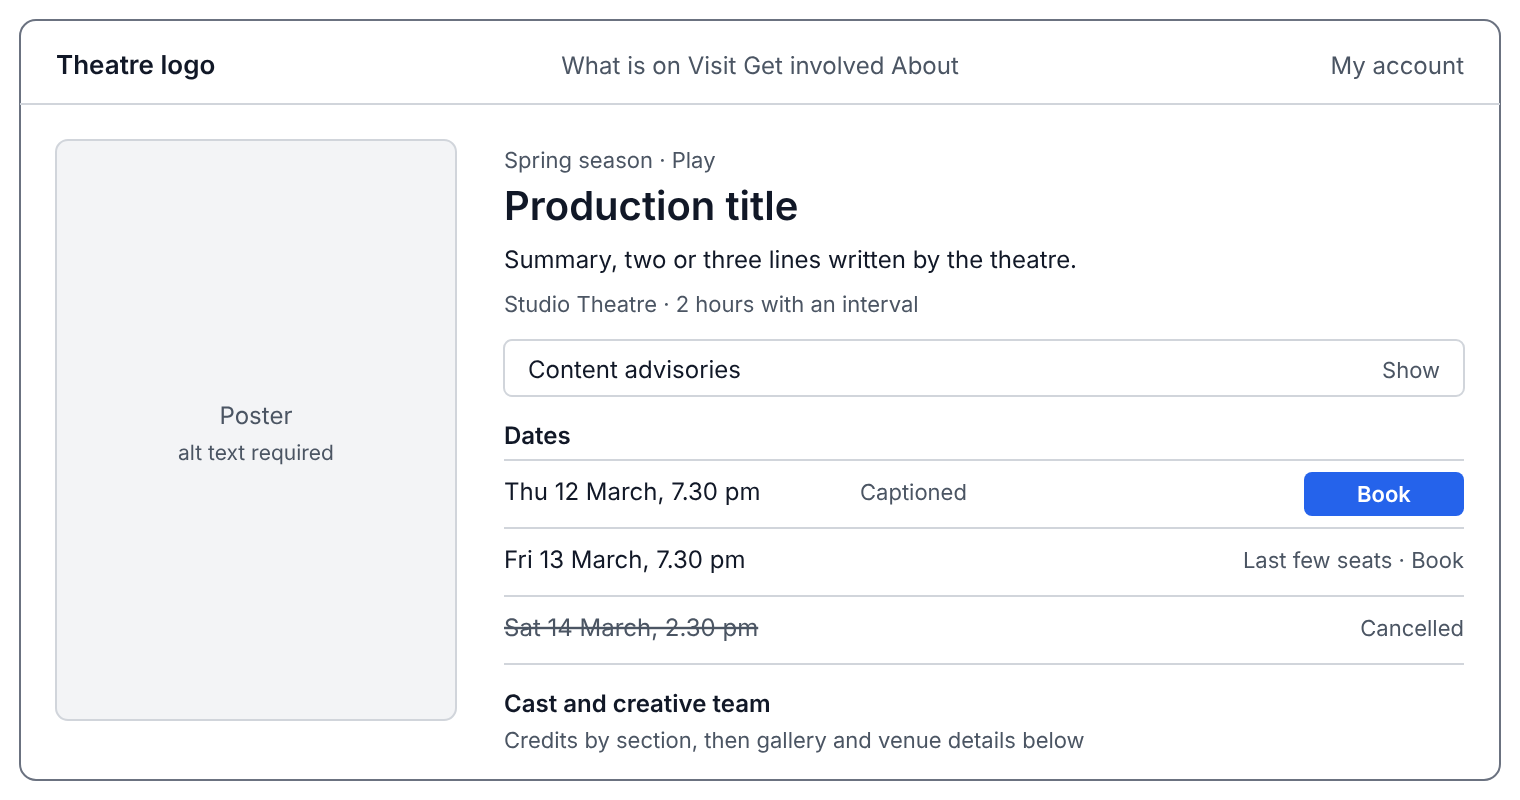 Theatre logo
What is on Visit Get involved About
My account
Poster
alt text required
Spring season · Play
Production title
Summary, two or three lines written by the theatre.
Studio Theatre · 2 hours with an interval
Content advisories
Show
Dates
Thu 12 March, 7.30 pm
Captioned
Book
Fri 13 March, 7.30 pm
Last few seats · Book
Sat 14 March, 2.30 pm
Cancelled
Cast and creative team
Credits by section, then gallery and venue details below